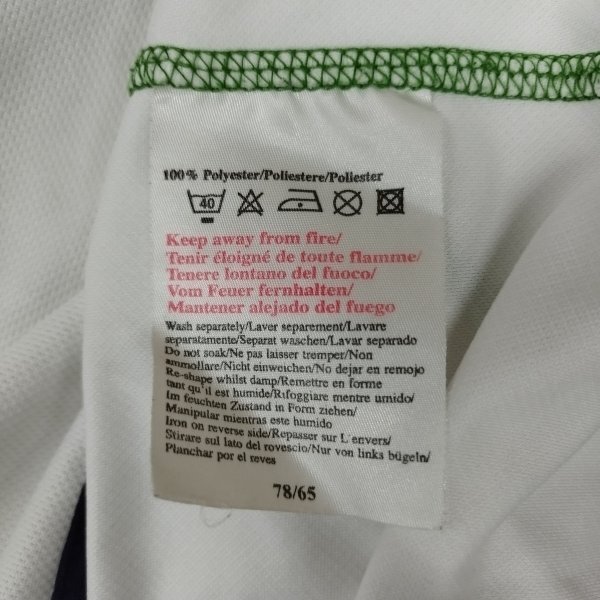 100% Polyester/Poliestere/Poliester
40
Keep away from fire/
Tenir éloigné de toute flamme/
Tenere lontano del fuoco/
Vom Feuer fernhalten/
Mantener alejado del fuego
Wash separately/Laver separement/Lavare
separatamente/Separat waschen/Lavar separado
Do not soak/Ne pas laisser tremper/Non
ammollare/Nicht einweichen/No dejar en remojo
Re-shape whilst damp/Remettre en forme
tant qu'il est humide/Rifoggiare mentre umido/
Im feuchten Zustand in Form ziehen/
Manipular mientras este humido
Iron on reverse side/Repasser sur L'envers/
Stirare sul lato del rovescio/Nur von links bügeln/
Planchar por el reves
78/65